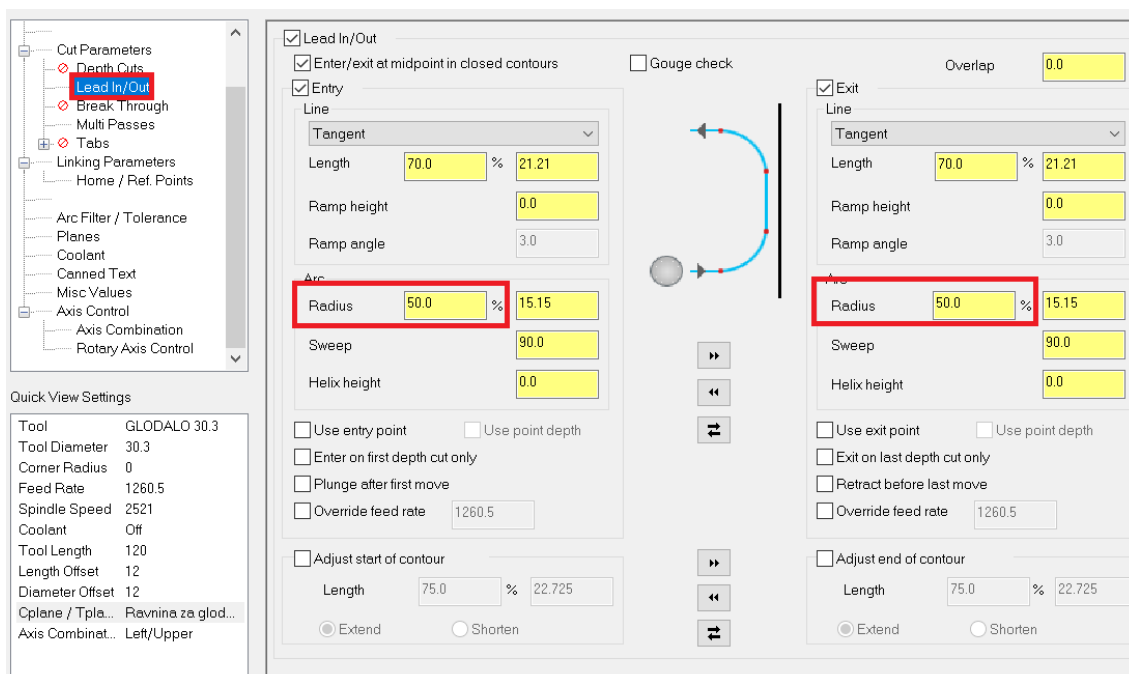 Cut Parameters
Depth Cuts
Lead In/Out
Break Through
Multi Passes
Tabs
Linking Parameters
Home / Ref. Points
Arc Filter / Tolerance
Planes
Coolant
Canned Text
Misc Values
Axis Control
Axis Combination
Rotary Axis Control
Quick View Settings
Tool GLODALO 30.3
Tool Diameter 30.3
Corner Radius 0
Feed Rate 1260.5
Spindle Speed 2521
Coolant Off
Tool Length 120
Length Offset 12
Diameter Offset 12
Cplane / Tpla... Ravnina za glod...
Axis Combinat... Left/Upper
Lead In/Out
Enter/exit at midpoint in closed contours
Gouge check
Overlap 0.0
Entry
Line
Tangent
Length 70.0 % 21.21
Ramp height 0.0
Ramp angle 3.0
Arc
Radius 50.0 % 15.15
Sweep 90.0
Helix height 0.0
Use entry point Use point depth
Enter on first depth cut only
Plunge after first move
Override feed rate 1260.5
Adjust start of contour
Length 75.0 % 22.725
Extend Shorten
Exit
Line
Tangent
Length 70.0 % 21.21
Ramp height 0.0
Ramp angle 3.0
Arc
Radius 50.0 % 15.15
Sweep 90.0
Helix height 0.0
Use exit point Use point depth
Exit on last depth cut only
Retract before last move
Override feed rate 1260.5
Adjust end of contour
Length 75.0 % 22.725
Extend Shorten